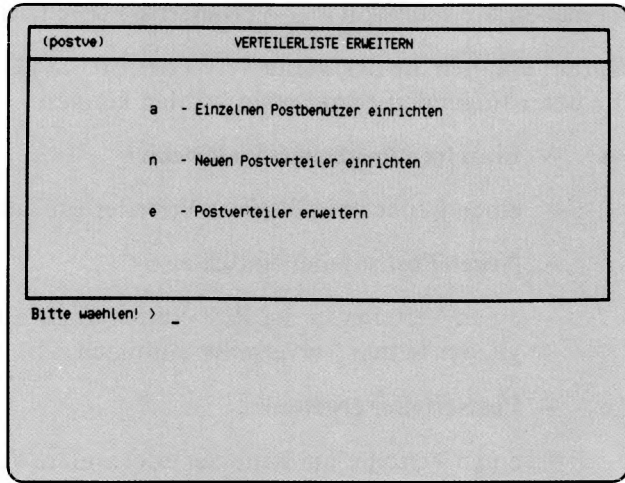 (postve) VERTEILERLISTE ERWEITERN
a - Einzelnen Postbenutzer einrichten
n - Neuen Postverteiler einrichten
e - Postverteiler erweitern
Bitte waehlen! > _